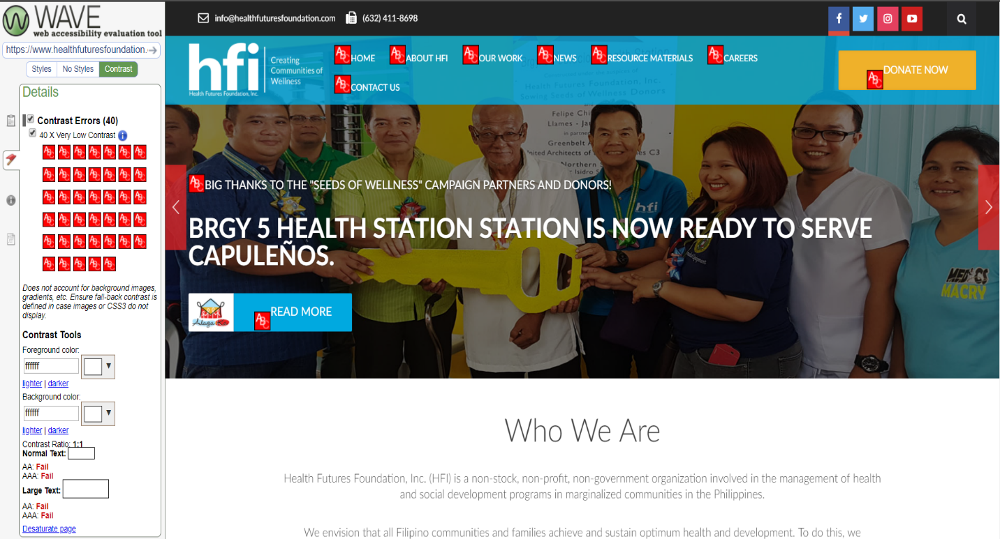 WAVE
web accessibility evaluation tool
https://www.healthfuturesfoundation.
Styles No Styles Contrast
Details
Contrast Errors (40)
40 X Very Low Contrast
Does not account for background images,
gradients, etc. Ensure fall-back contrast is
defined in case images or CSS3 do not
display.
Contrast Tools
Foreground color:
ffffff
lighter | darker
Background color:
ffffff
lighter | darker
Contrast Ratio: 1:1
Normal Text:
AA: Fail
AAA: Fail
Large Text:
AA: Fail
AAA: Fail
Desaturate page
info@healthfuturesfoundation.com (632) 411-8698
hfi
Health Futures Foundation, Inc.
Creating
Communities of
Wellness
HOME ABOUT HFI OUR WORK NEWS RESOURCE MATERIALS CAREERS
CONTACT US
DONATE NOW
Health Futures Foundation, Inc.
Sowing Seeds of Wellness Donors
Felipe Chi
Llames - Ja
in partner
Greenbelt A
United Architects of
C3
Northern S
Isidro S
hfi
MACRY
BIG THANKS TO THE "SEEDS OF WELLNESS" CAMPAIGN PARTNERS AND DONORS!
BRGY 5 HEALTH STATION STATION IS NOW READY TO SERVE
CAPULEÑOS.
Alaga Ka
READ MORE
Who We Are
Health Futures Foundation, Inc. (HFI) is a non-stock, non-profit, non-government organization involved in the management of health
and social development programs in marginalized communities in the Philippines.
We envision that all Filipino communities and families achieve and sustain optimum health and development. To do this, we